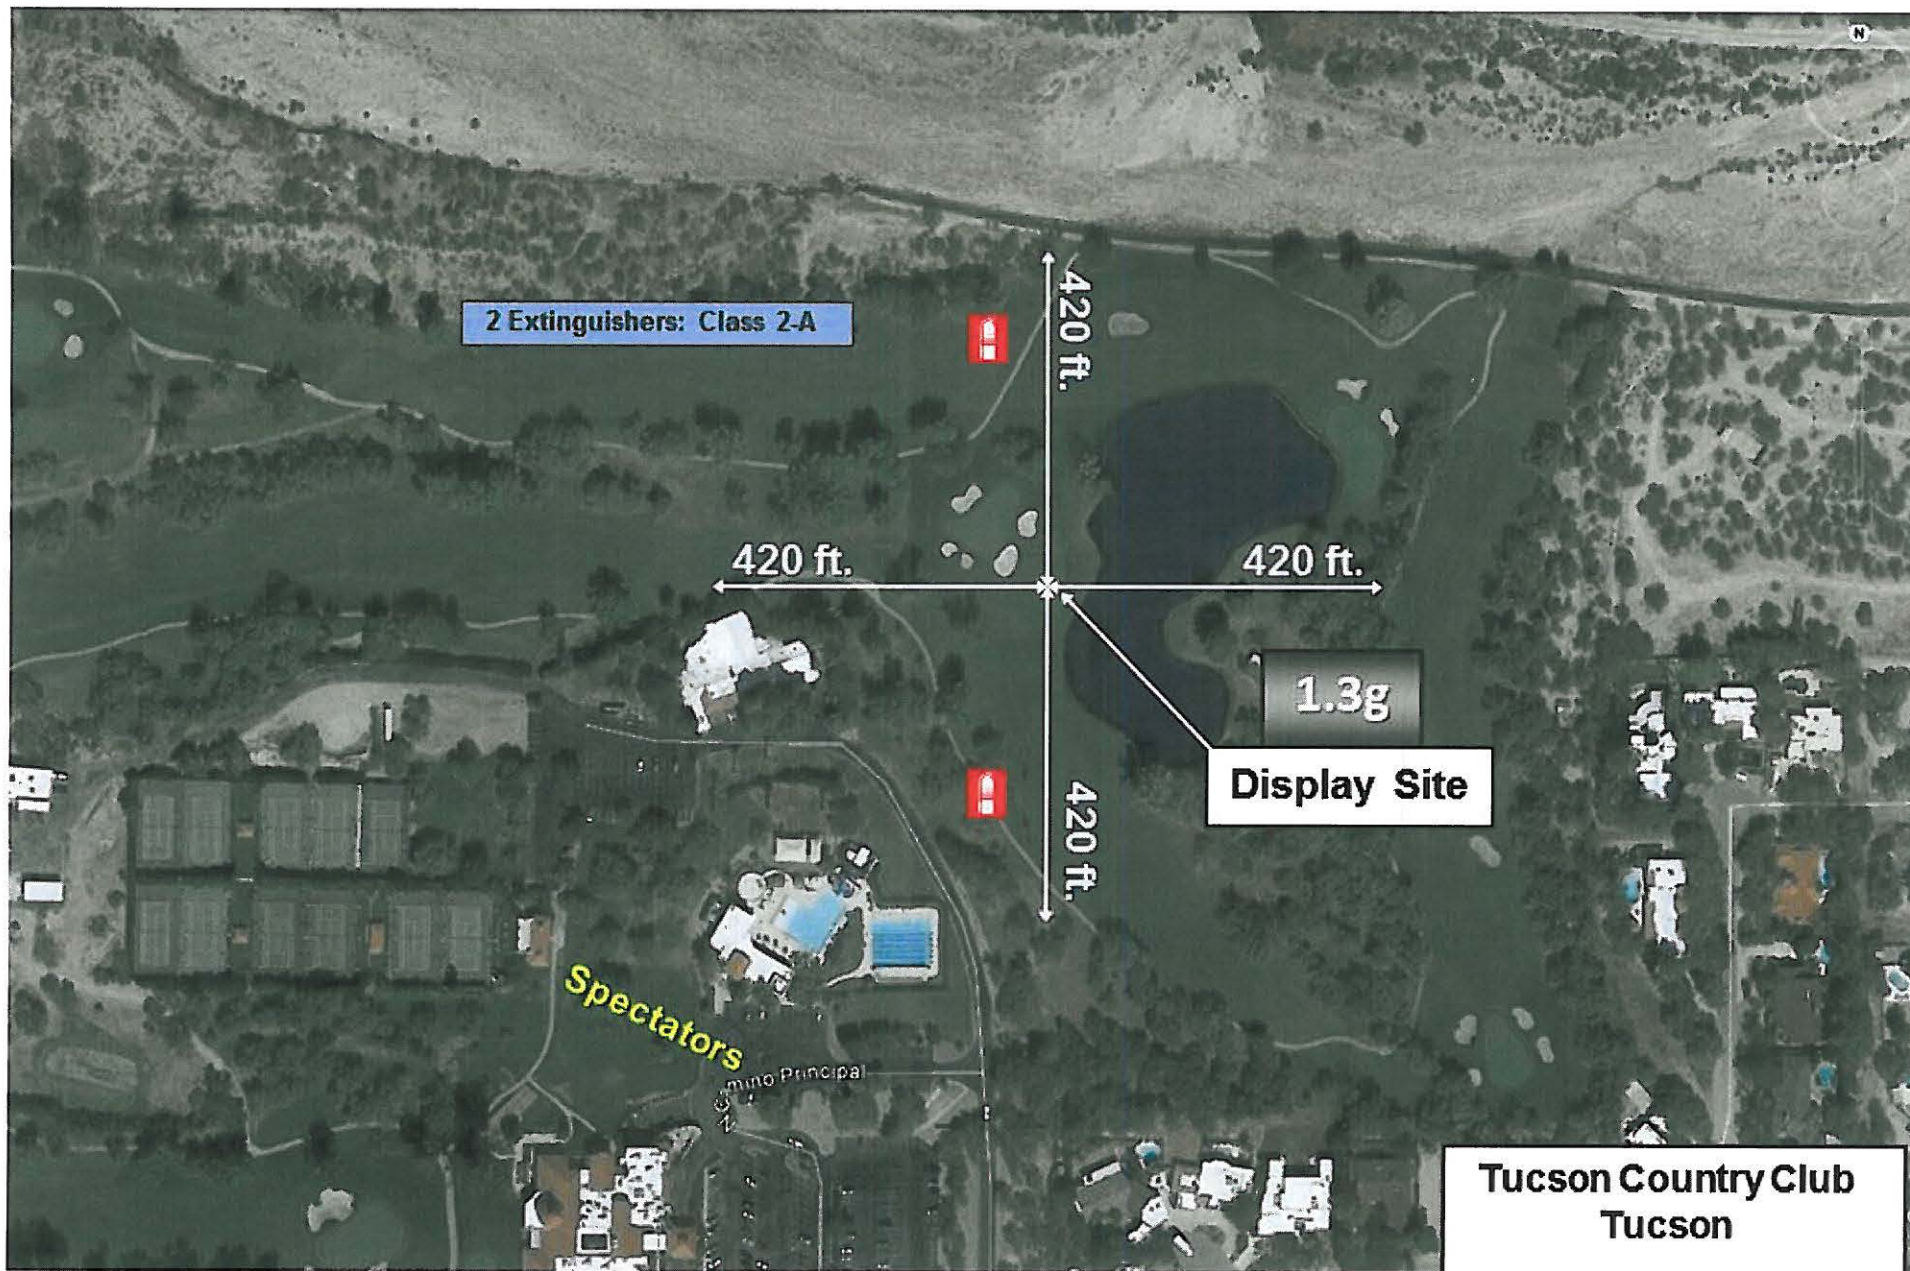 N
2 Extinguishers: Class 2-A
420 ft.
420 ft.
420 ft.
1.3g
Display Site
420 ft.
Spectators
mino Principal
Tucson Country Club
Tucson